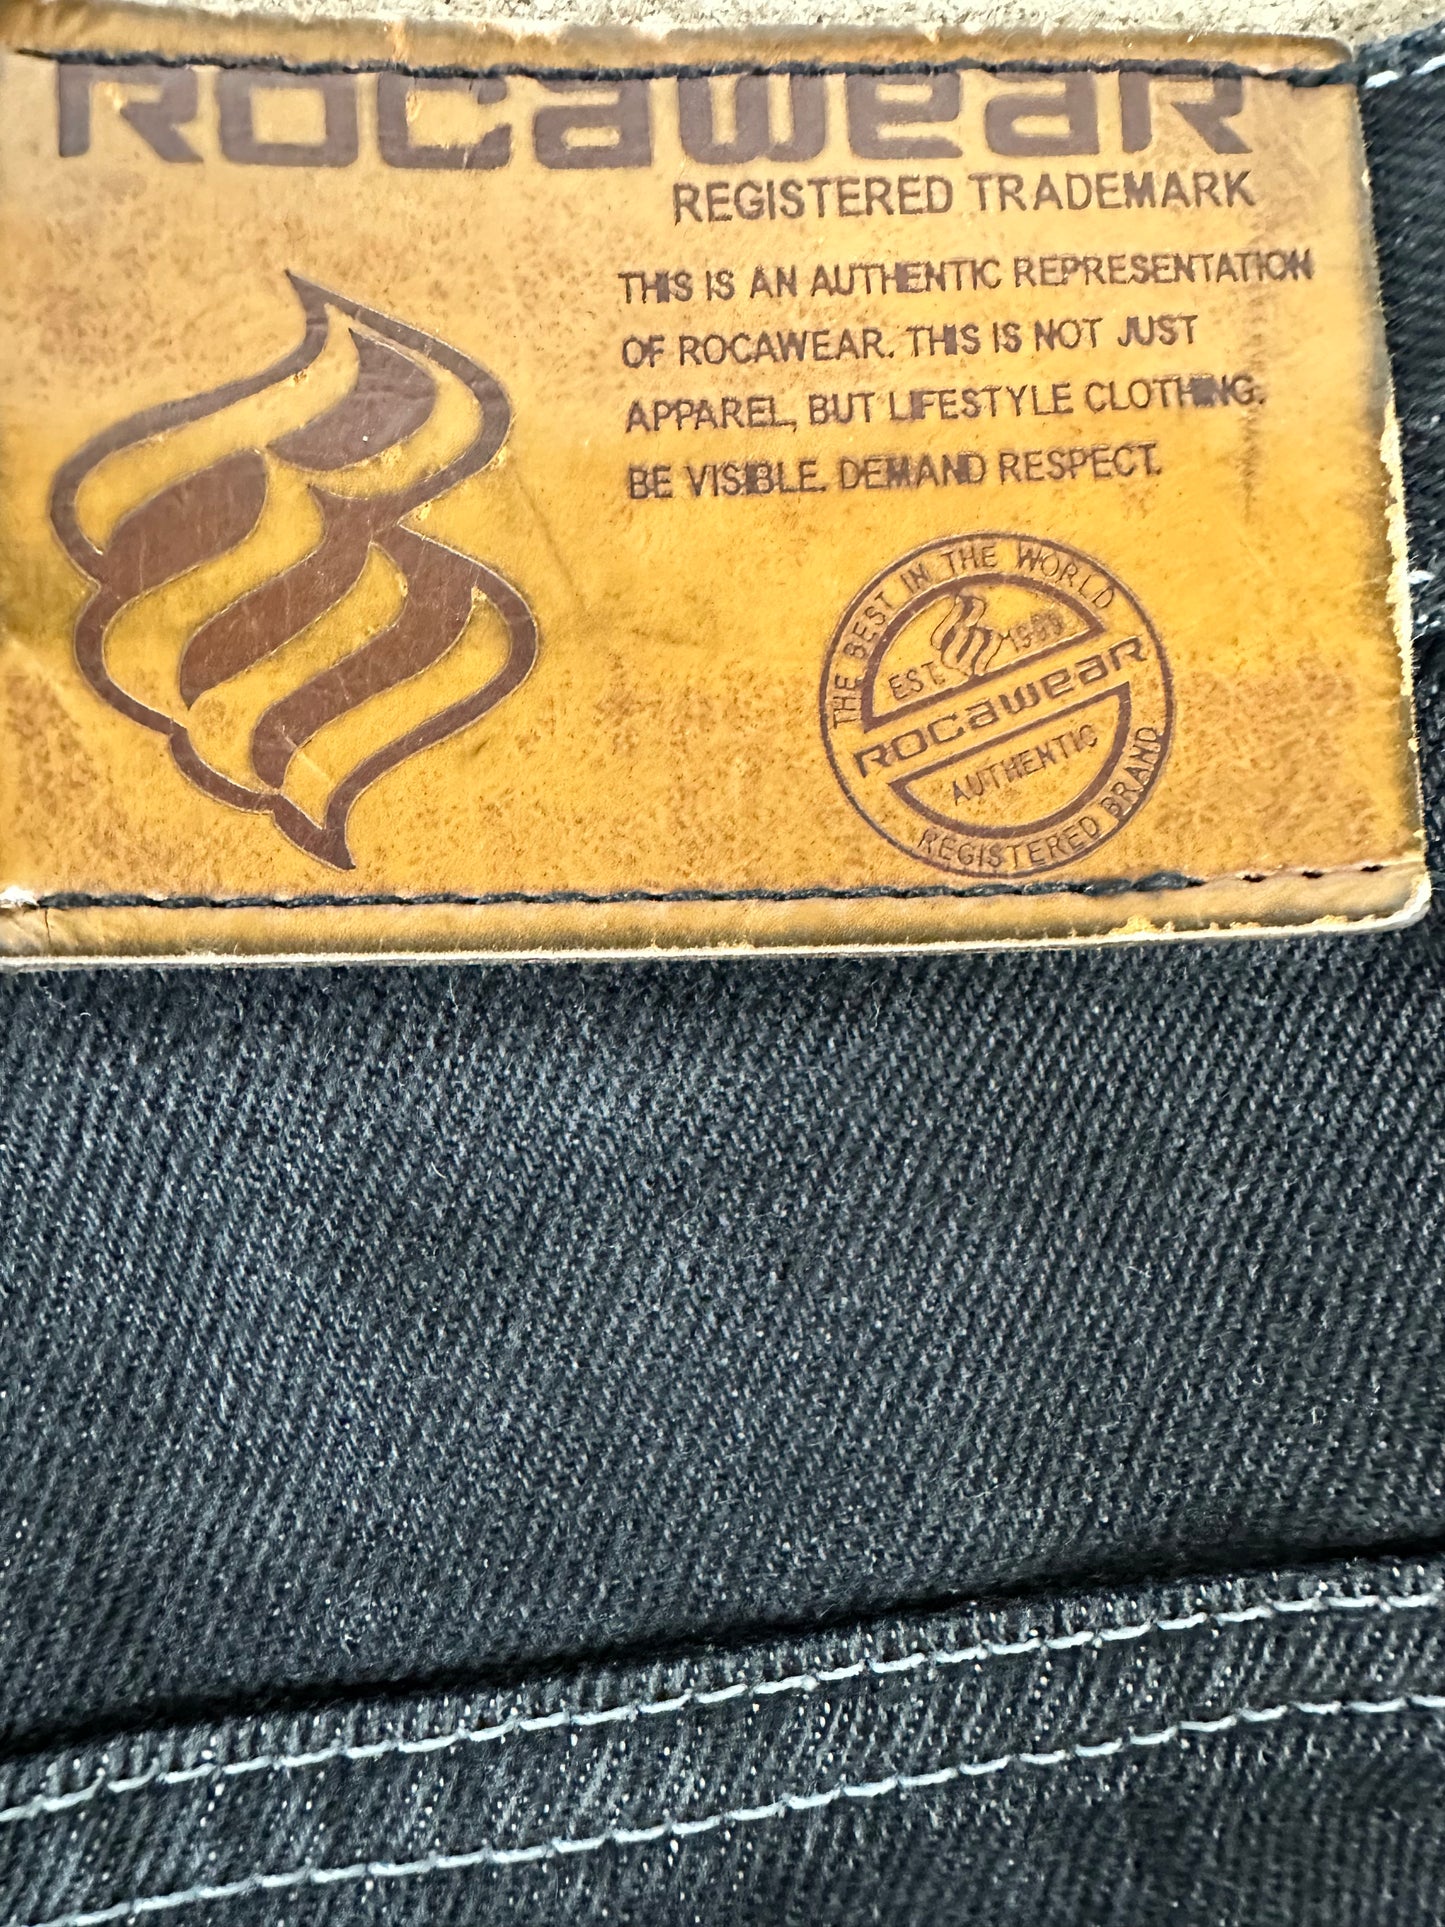 ROCAWEAR
REGISTERED TRADEMARK
THIS IS AN AUTHENTIC REPRESENTATION
OF ROCAWEAR. THIS IS NOT JUST
APPAREL, BUT LIFESTYLE CLOTHING.
BE VISIBLE. DEMAND RESPECT.
THE BEST IN THE WORLD
EST. 1999
ROCAWEAR
AUTHENTIC
REGISTERED BRAND